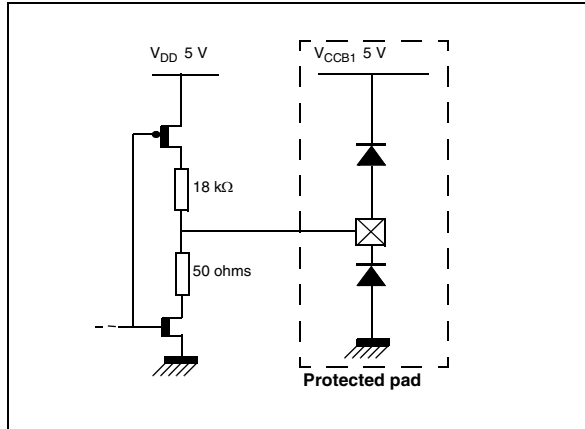 V_DD 5 V
V_CCB1 5 V
18 kΩ
50 ohms
Protected pad